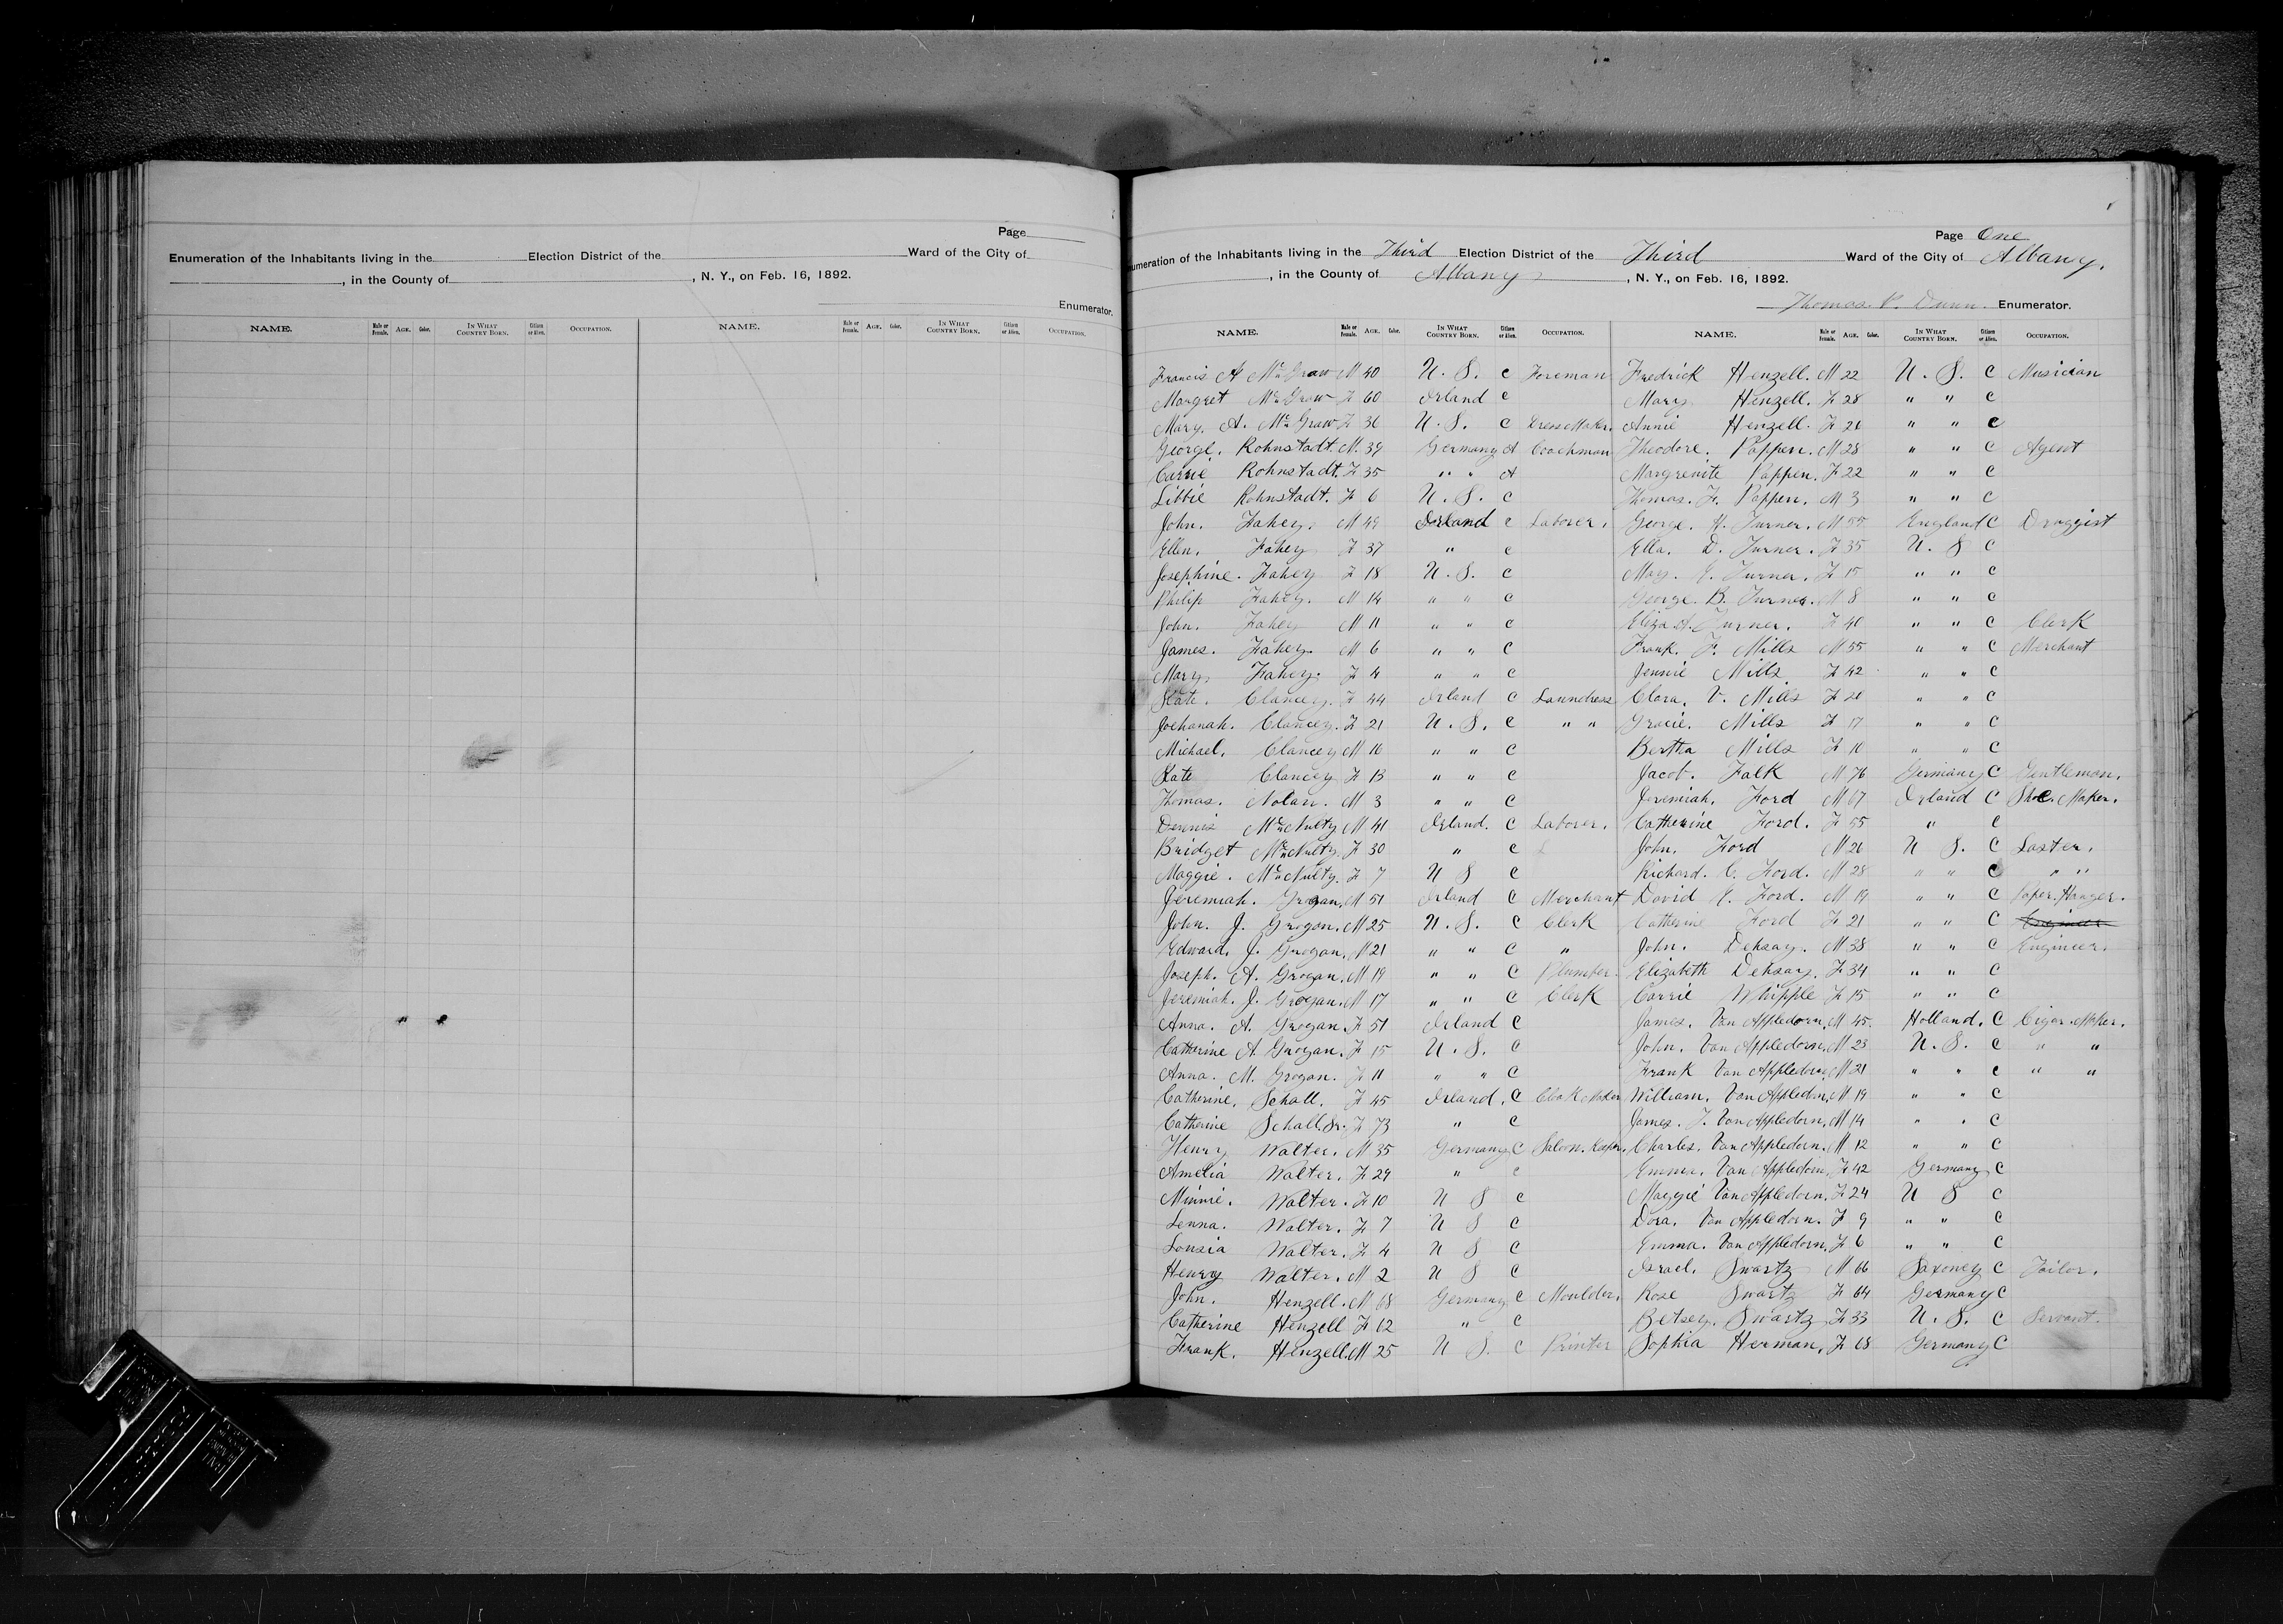 Page
Enumeration of the Inhabitants living in the Election District of the Ward of the City of
, in the County of , N. Y., on Feb. 16, 1892.
Enumerator.
NAME. Male or Female. AGE. Color. IN WHAT COUNTRY BORN. Citizen or Alien. OCCUPATION. NAME. Male or Female. AGE. Color. IN WHAT COUNTRY BORN. Citizen or Alien. OCCUPATION.
Page One
umeration of the Inhabitants living in the Third Election District of the Third Ward of the City of Albany.
, in the County of Albany , N. Y., on Feb. 16, 1892.
Thomas. P. Dunn. Enumerator.
NAME. Male or Female. AGE. Color. IN WHAT COUNTRY BORN. Citizen or Alien. OCCUPATION. NAME. Male or Female. AGE. Color. IN WHAT COUNTRY BORN. Citizen or Alien. OCCUPATION.
Francis A McGraw M 40 U. S. C Foreman
Margret McGraw F 60 Irland C
Mary. A. McGraw F 36 U. S. C Dress Maker.
George. Rohnstadt. M. 39 Germany A Coachman
Carrie Rohnstadt. F 35 " " A
Libbie Rohnstadt. F 6 U. S. C
John. Fahey. M 49 Irland C Laborer.
Ellen. Fahey F 37 " C
Josephine. Fahey F 18 U. S. C
Philip Fahey. M 14 " " C
John. Fahey M 11 " " C
James. Fahey. M 6 " " C
Mary. Fahey. F 4 " " C
Kate. Clancey. F 44 Irland C Laundress
Johanah. Clancey. F 21 U. S. C " "
Michael. Clancey M 16 " " C
Kate Clancey F 13 " " C
Thomas. Nolan. M 3 " " C
Dennis McNulty M 41 Irland. C Laborer.
Bridget McNulty. F 30 " C
Maggie. McNulty. F 7 U S C
Jeremiah. Grogan, M 51 Irland C Merchant
John. J. Grogan. M 25 U. S. C Clerk
Edward. J. Grogan. M 21 " " C "
Joseph. A. Grogan. M 19 " " C Plumber.
Jeremiah. J. Grogan. M 17 " " C Clerk
Anna. A. Grogan. F 51 Irland C
Catherine A. Grogan. F 15 U. S. C
Anna. M. Grogan. F 11 " " C
Catherine. Schall. F 45 Irland. C Cloak Maker
Catherine Schall. Sr. F 73 " C
Henry Walter. M 35 Germany C Saloon. Keeper.
Amelia Walter. F 29 " C
Minnie. Walter. F 10 U S C
Lenna. Walter. F 7 U S C
Lousia Walter. F 4 U S C
Henry Walter. M 2 U S C
John. Henzell. M 68 Germany. C Moulder.
Catherine Henzell F 62 " C
Frank. Henzell. M 25 U S. C Printer
Fredrick Henzell. M 22 U. S. C Musician
Mary Henzell. F 28 " " C
Annie Henzell. F 21 " " C
Theodore. Pappen. M 28 " " C Agent
Margrenite Pappen. F 22 " " C
Thomas. F. Pappen. M 3 " " C
George. H. Turner. M 55 England C Druggist
Ella. D. Turner. F 35 U. S C
May. E. Turner. F 15 " " C
George. B. Turner. M 8 " " C
Eliza A. Turner. F 40 " " C Clerk
Frank. F. Mills M 55 " " C Merchant
Jennie Mills F 42 " " C
Clara. V. Mills F 20 " " C
Gracie. Mills F 17 " " C
Bertha Mills F 10 " " C
Jacob. Falk M 76 Germany C Gentleman.
Jeremiah. Ford M 67 Irland C Shoe. Maker.
Catherine Ford. F 55 " C
John. Ford M 26 U S. C Laster.
Richard. C. Ford. M 28 " " C " "
David J. Ford. M 19 " " C Paper. Hanger.
Catherine Ford F 21 " " C Engineer
John. Dehsay. M 38 " " C Engineer.
Elizabeth Dehsay. F 34 " " C
Carrie Whipple F 15 " " C
James. Van Appledorn. M 45. Holland. C Cigar. Maker.
John. Van Appledorn. M 23 U. S. C " "
Frank Van Appledorn. M 21 " " C " "
William. Van Appledorn. M 19 " " C
James. J. Van Appledorn. M 14 " " C
Charles. Van Appledorn. M 12 " " C
Emma. Van Appledorn. F 42 Germany C
Maggie Van Appledorn. F 24 U S C
Dora. Van Appledorn. F 9 " " C
Emma. Van Appledorn. F 6 " " C
Israel. Swartz M 66 Saxoney C Tailor.
Rose Swartz F 64 Germany C
Betsey. Swartz F 33 U. S. C Servant.
Sophia Herman. F 68 Germany C